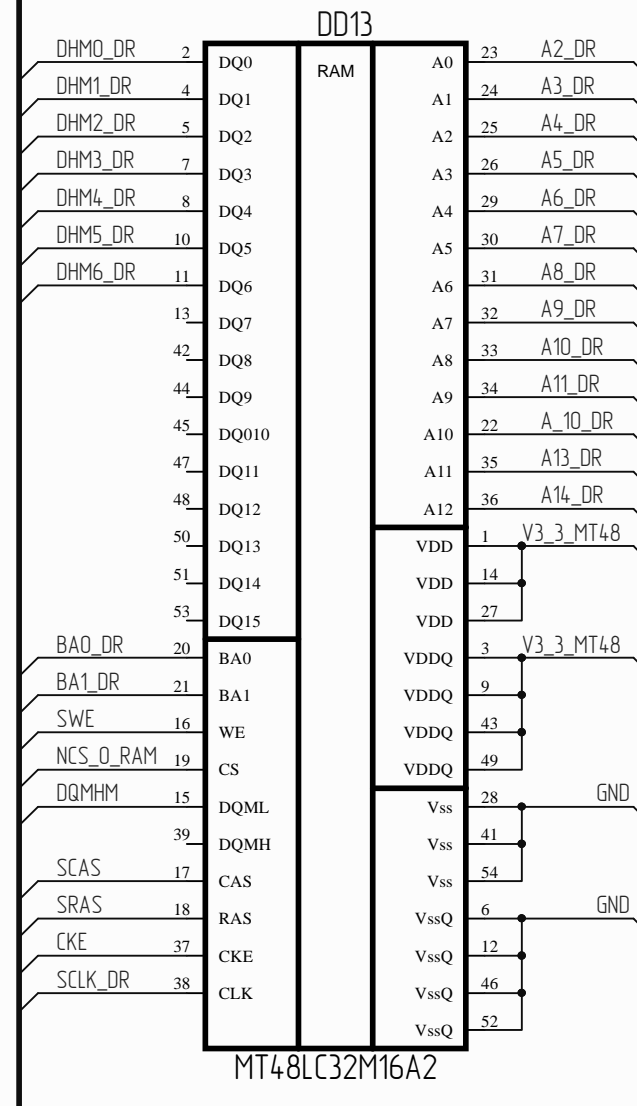 DD13
DHM0_DR 2 DQ0 RAM A0 23 A2_DR
DHM1_DR 4 DQ1 A1 24 A3_DR
DHM2_DR 5 DQ2 A2 25 A4_DR
DHM3_DR 7 DQ3 A3 26 A5_DR
DHM4_DR 8 DQ4 A4 29 A6_DR
DHM5_DR 10 DQ5 A5 30 A7_DR
DHM6_DR 11 DQ6 A6 31 A8_DR
13 DQ7 A7 32 A9_DR
42 DQ8 A8 33 A10_DR
44 DQ9 A9 34 A11_DR
45 DQ010 A10 22 A_10_DR
47 DQ11 A11 35 A13_DR
48 DQ12 A12 36 A14_DR
50 DQ13 VDD 1 V3_3_MT48
51 DQ14 VDD 14
53 DQ15 VDD 27
BA0_DR 20 BA0 VDDQ 3 V3_3_MT48
BA1_DR 21 BA1 VDDQ 9
SWE 16 WE VDDQ 43
NCS_0_RAM 19 CS VDDQ 49
DQMHM 15 DQML Vss 28 GND
39 DQMH Vss 41
SCAS 17 CAS Vss 54
SRAS 18 RAS VssQ 6 GND
CKE 37 CKE VssQ 12
SCLK_DR 38 CLK VssQ 46
VssQ 52
MT48LC32M16A2